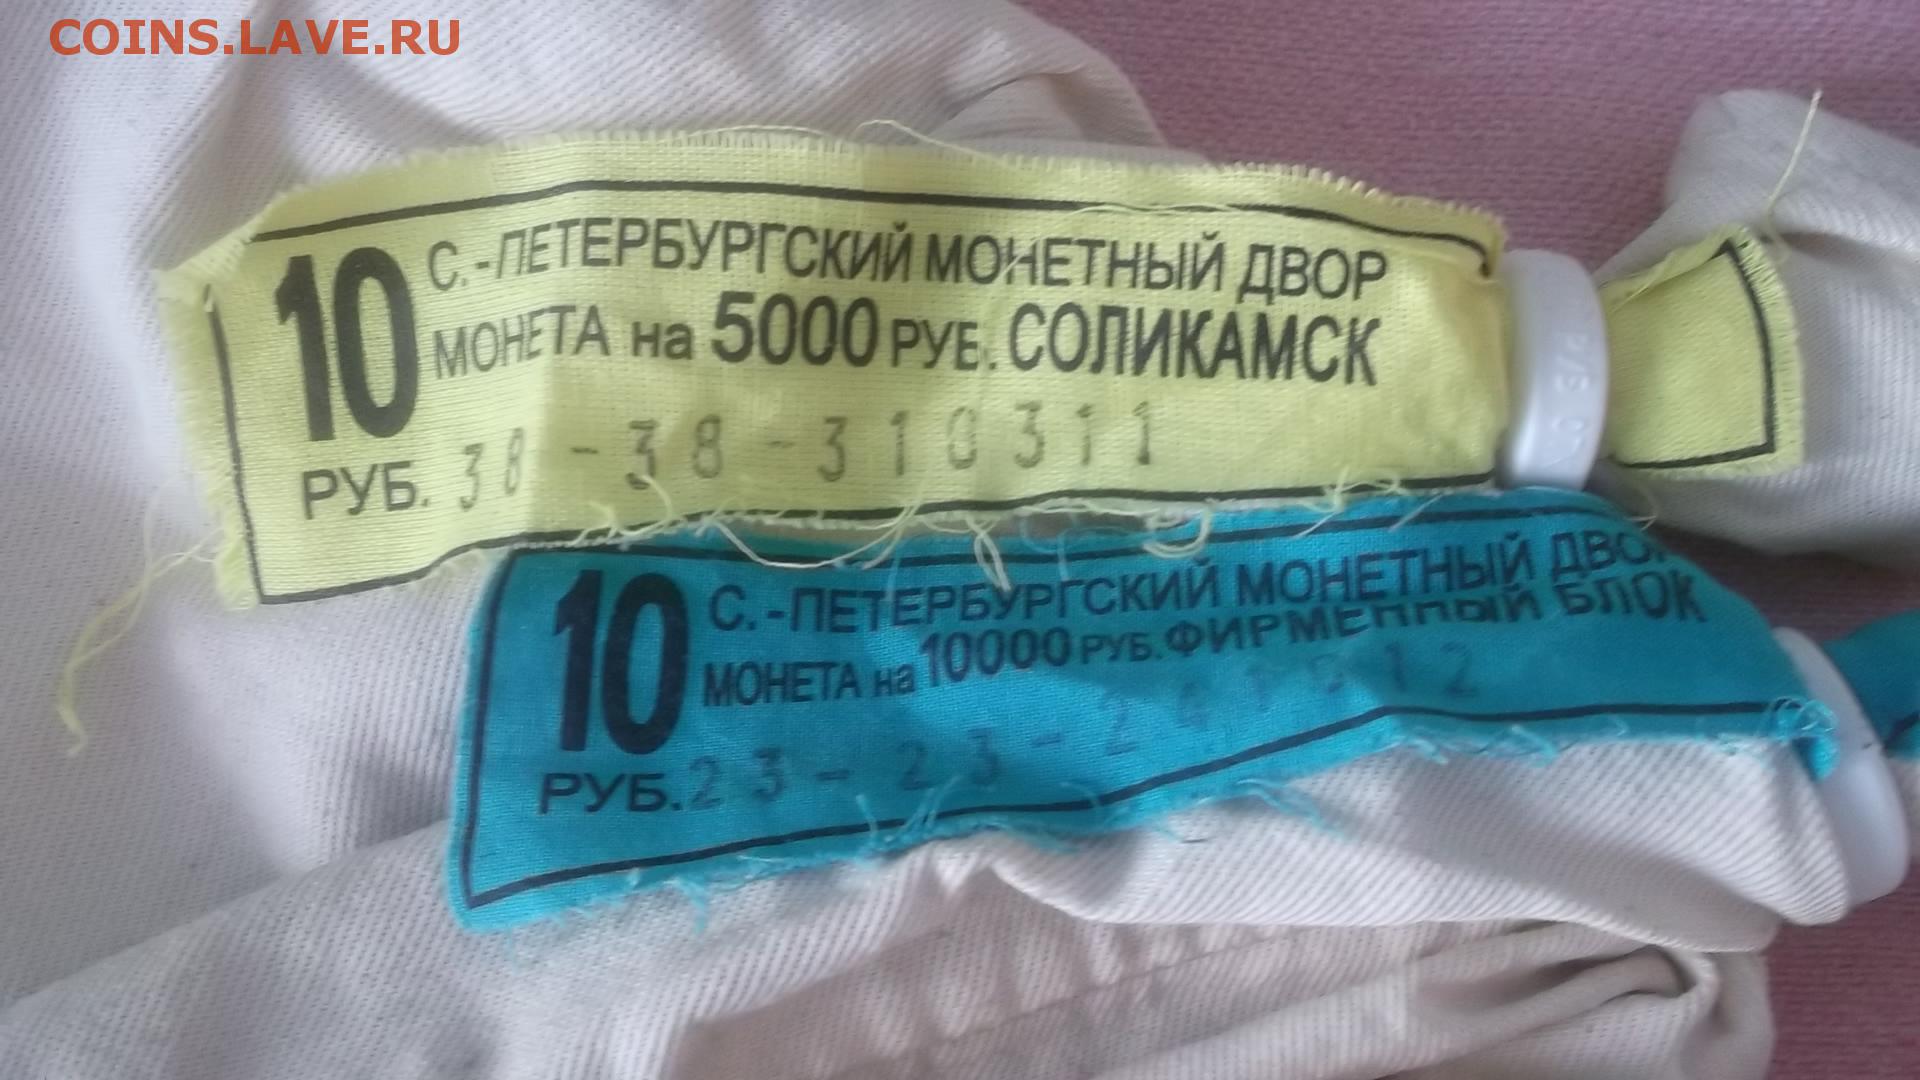 COINS.LAVE.RU
10 С.-ПЕТЕРБУРГСКИЙ МОНЕТНЫЙ ДВОР
МОНЕТА на 5000 РУБ. СОЛИКАМСК
РУБ. 38-38-310311
10 С.-ПЕТЕРБУРГСКИЙ МОНЕТНЫЙ ДВОР
МОНЕТА на 10000 РУБ. ФИРМЕННЫЙ БЛОК
РУБ. 23-23-241012